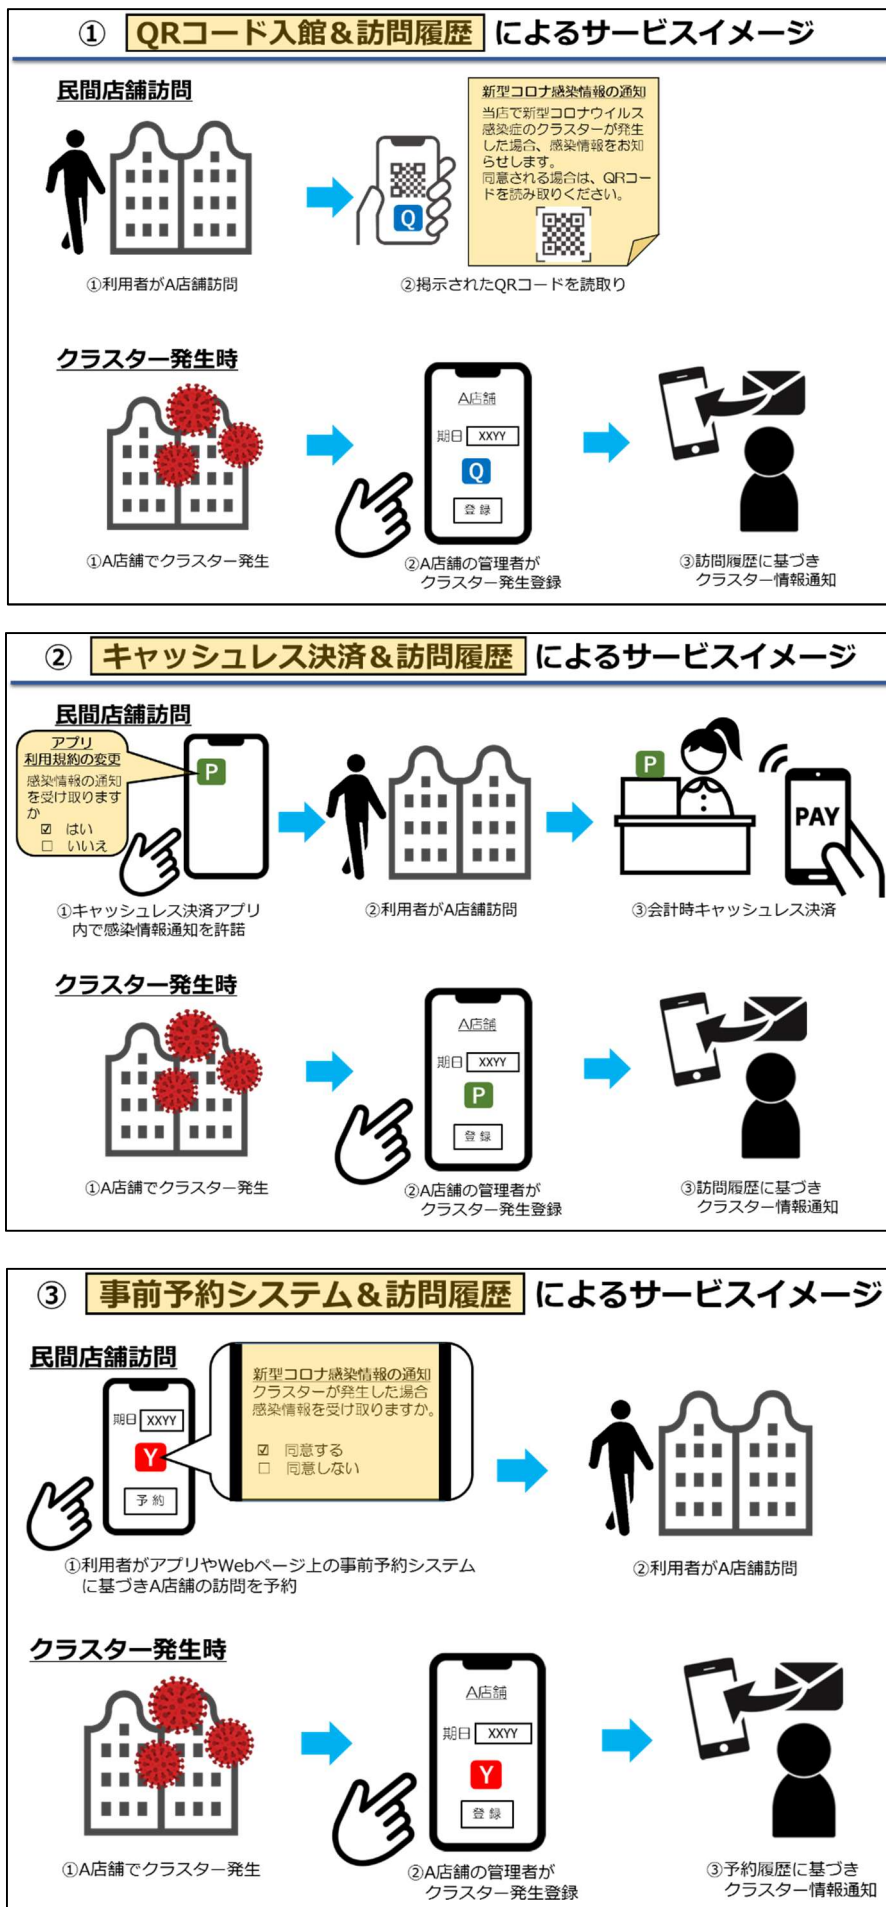 ① QRコード入館&訪問履歴 によるサービスイメージ
民間店舗訪問
新型コロナ感染情報の通知
当店で新型コロナウイルス
感染症のクラスターが発生
した場合、感染情報をお知
らせします。
同意される場合は、QRコー
ドを読み取りください。
Q
①利用者がA店舗訪問
②掲示されたQRコードを読取り
クラスター発生時
A店舗
期日 XXYY
Q
登 録
①A店舗でクラスター発生
②A店舗の管理者が
クラスター発生登録
③訪問履歴に基づき
クラスター情報通知
② キャッシュレス決済&訪問履歴 によるサービスイメージ
民間店舗訪問
アプリ
利用規約の変更
感染情報の通知
を受け取ります
か
☑ はい
□ いいえ
P
P
PAY
①キャッシュレス決済アプリ
内で感染情報通知を許諾
②利用者がA店舗訪問
③会計時キャッシュレス決済
クラスター発生時
A店舗
期日 XXYY
P
登 録
①A店舗でクラスター発生
②A店舗の管理者が
クラスター発生登録
③訪問履歴に基づき
クラスター情報通知
③ 事前予約システム&訪問履歴 によるサービスイメージ
民間店舗訪問
期日 XXYY
Y
予 約
新型コロナ感染情報の通知
クラスターが発生した場合
感染情報を受け取りますか。
☑ 同意する
□ 同意しない
①利用者がアプリやWebページ上の事前予約システム
に基づきA店舗の訪問を予約
②利用者がA店舗訪問
クラスター発生時
A店舗
期日 XXYY
Y
登 録
①A店舗でクラスター発生
②A店舗の管理者が
クラスター発生登録
③予約履歴に基づき
クラスター情報通知